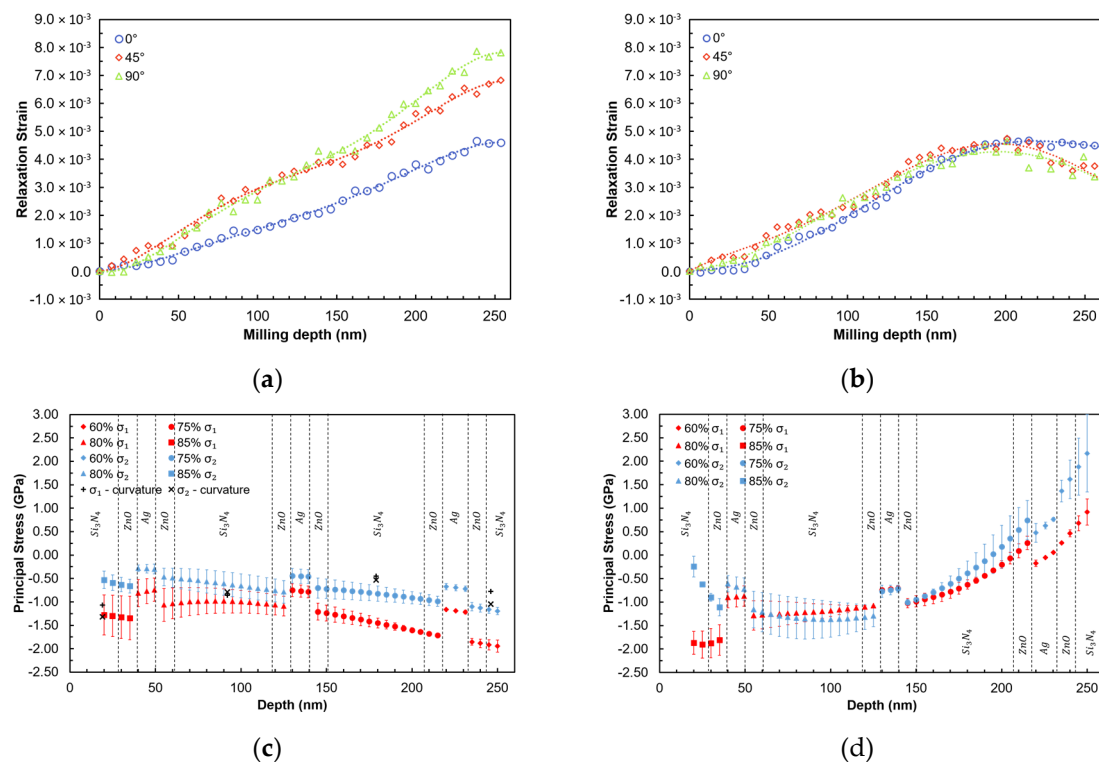 9.0 × 10⁻³
8.0 × 10⁻³
7.0 × 10⁻³
6.0 × 10⁻³
5.0 × 10⁻³
4.0 × 10⁻³
3.0 × 10⁻³
2.0 × 10⁻³
1.0 × 10⁻³
0.0
-1.0 × 10⁻³
Relaxation Strain
0°
45°
90°
0 50 100 150 200 250
Milling depth (nm)
(a)
9.0 × 10⁻³
8.0 × 10⁻³
7.0 × 10⁻³
6.0 × 10⁻³
5.0 × 10⁻³
4.0 × 10⁻³
3.0 × 10⁻³
2.0 × 10⁻³
1.0 × 10⁻³
0.0
-1.0 × 10⁻³
Relaxation Strain
0°
45°
90°
0 50 100 150 200 250
Milling depth (nm)
(b)
3.00
2.50
2.00
1.50
1.00
0.50
0.00
-0.50
-1.00
-1.50
-2.00
-2.50
Principal Stress (GPa)
60% σ₁ 75% σ₁
80% σ₁ 85% σ₁
60% σ₂ 75% σ₂
80% σ₂ 85% σ₂
σ₁ - curvature σ₂ - curvature
Si₃N₄ ZnO Ag ZnO Si₃N₄ ZnO Ag ZnO Si₃N₄ ZnO Ag ZnO Si₃N₄
0 50 100 150 200 250
Depth (nm)
(c)
3.00
2.50
2.00
1.50
1.00
0.50
0.00
-0.50
-1.00
-1.50
-2.00
-2.50
Principal Stress (GPa)
60% σ₁ 75% σ₁
80% σ₁ 85% σ₁
60% σ₂ 75% σ₂
80% σ₂ 85% σ₂
Si₃N₄ ZnO Ag ZnO Si₃N₄ ZnO Ag ZnO Si₃N₄ ZnO Ag ZnO Si₃N₄
0 50 100 150 200 250
Depth (nm)
(d)